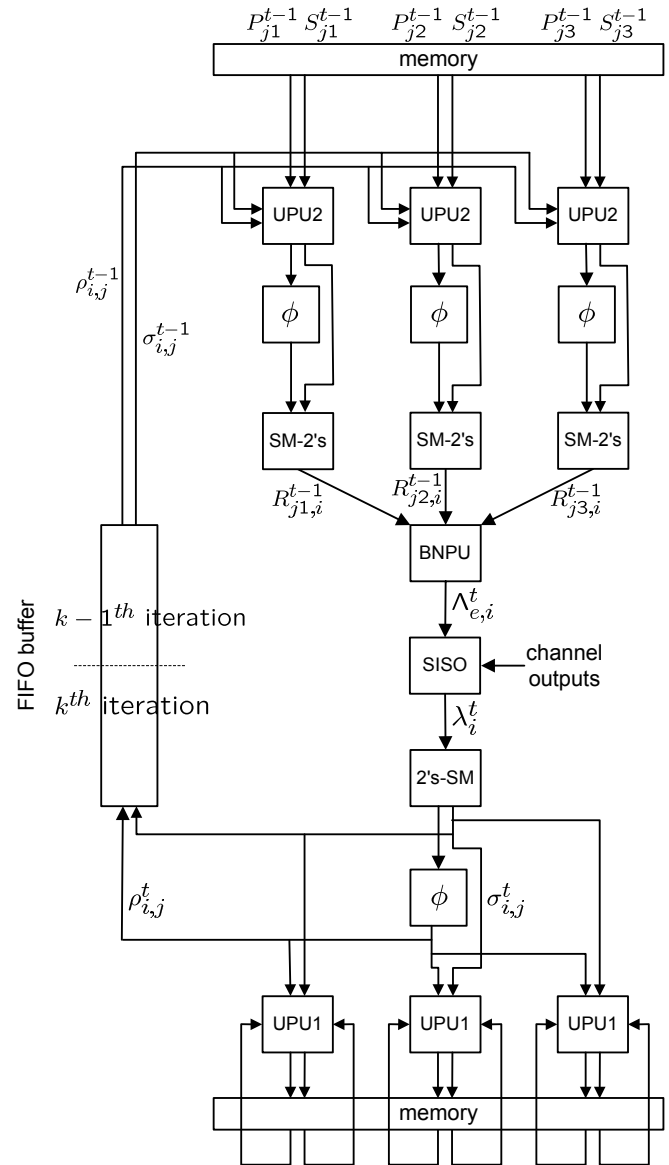 P_{j1}^{t-1} S_{j1}^{t-1} P_{j2}^{t-1} S_{j2}^{t-1} P_{j3}^{t-1} S_{j3}^{t-1}
memory
UPU2 UPU2 UPU2
ρ_{i,j}^{t-1}
σ_{i,j}^{t-1}
ϕ ϕ ϕ
SM-2's SM-2's SM-2's
R_{j1,i}^{t-1} R_{j2,i}^{t-1} R_{j3,i}^{t-1}
BNPU
Λ_{e,i}^{t}
FIFO buffer
k − 1^{th} iteration
k^{th} iteration
SISO
channel
outputs
λ_{i}^{t}
2's-SM
ϕ
ρ_{i,j}^{t}
σ_{i,j}^{t}
UPU1 UPU1 UPU1
memory